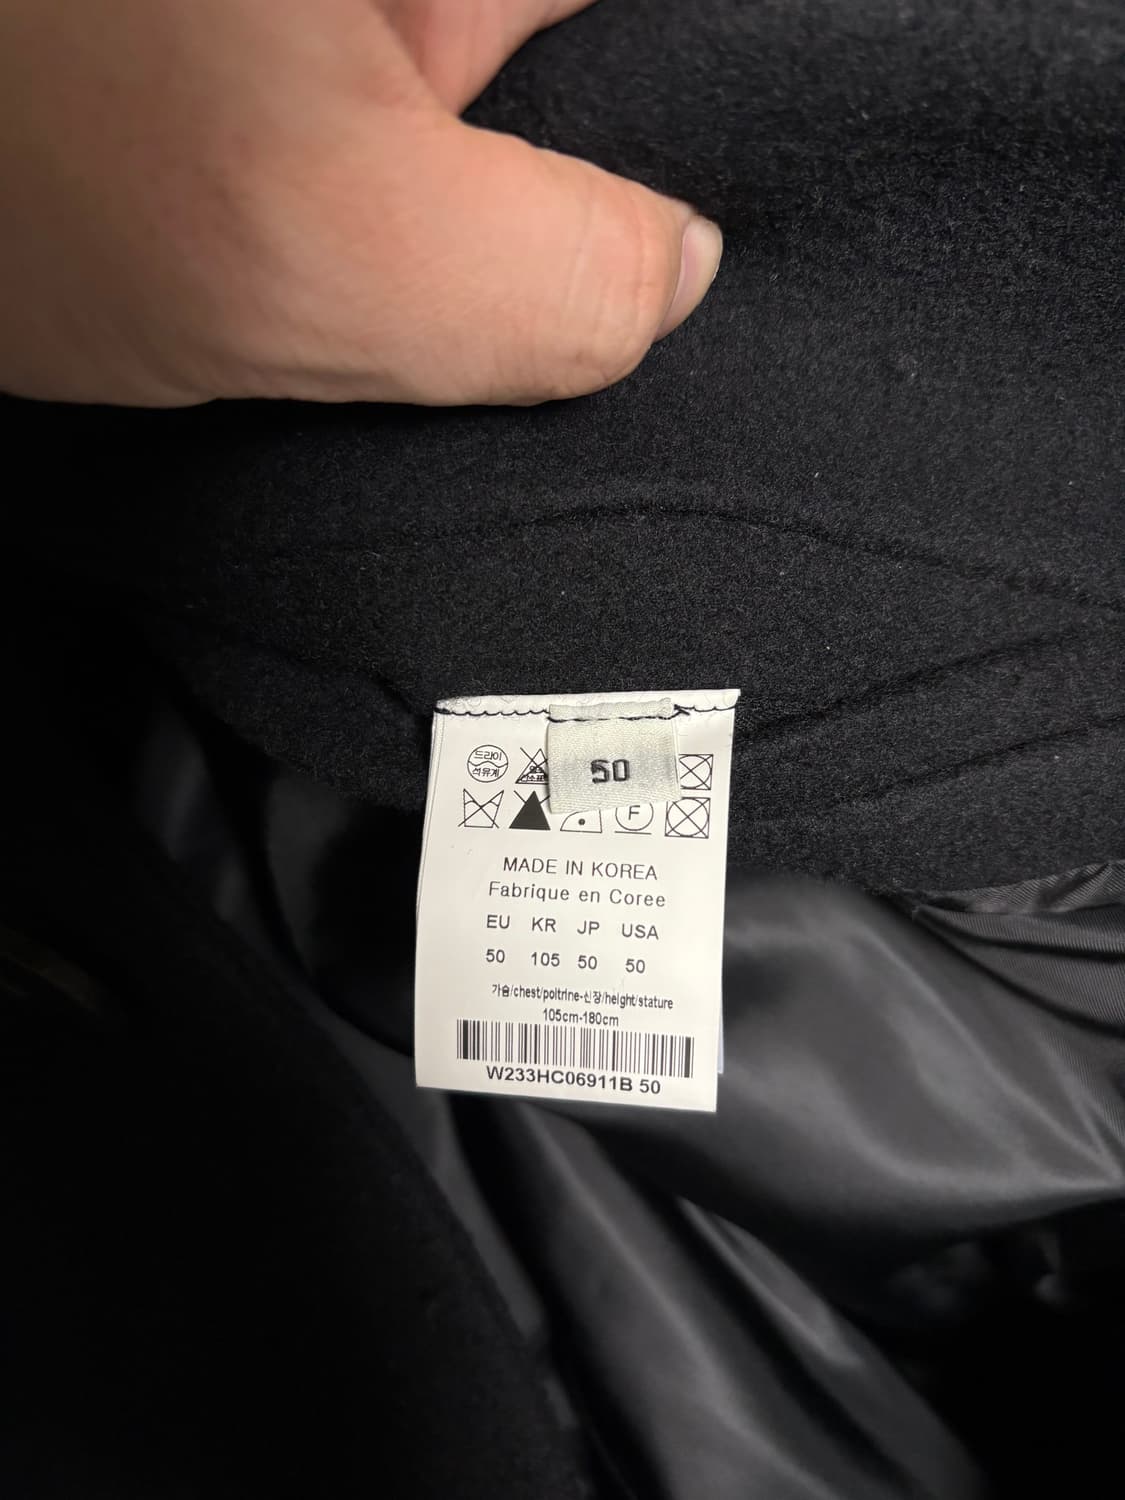 드라이
석유계
50
F
MADE IN KOREA
Fabrique en Coree
EU KR JP USA
50 105 50 50
가슴/chest/poltrine-신장/height/stature
105cm-180cm
W233HC06911B 50